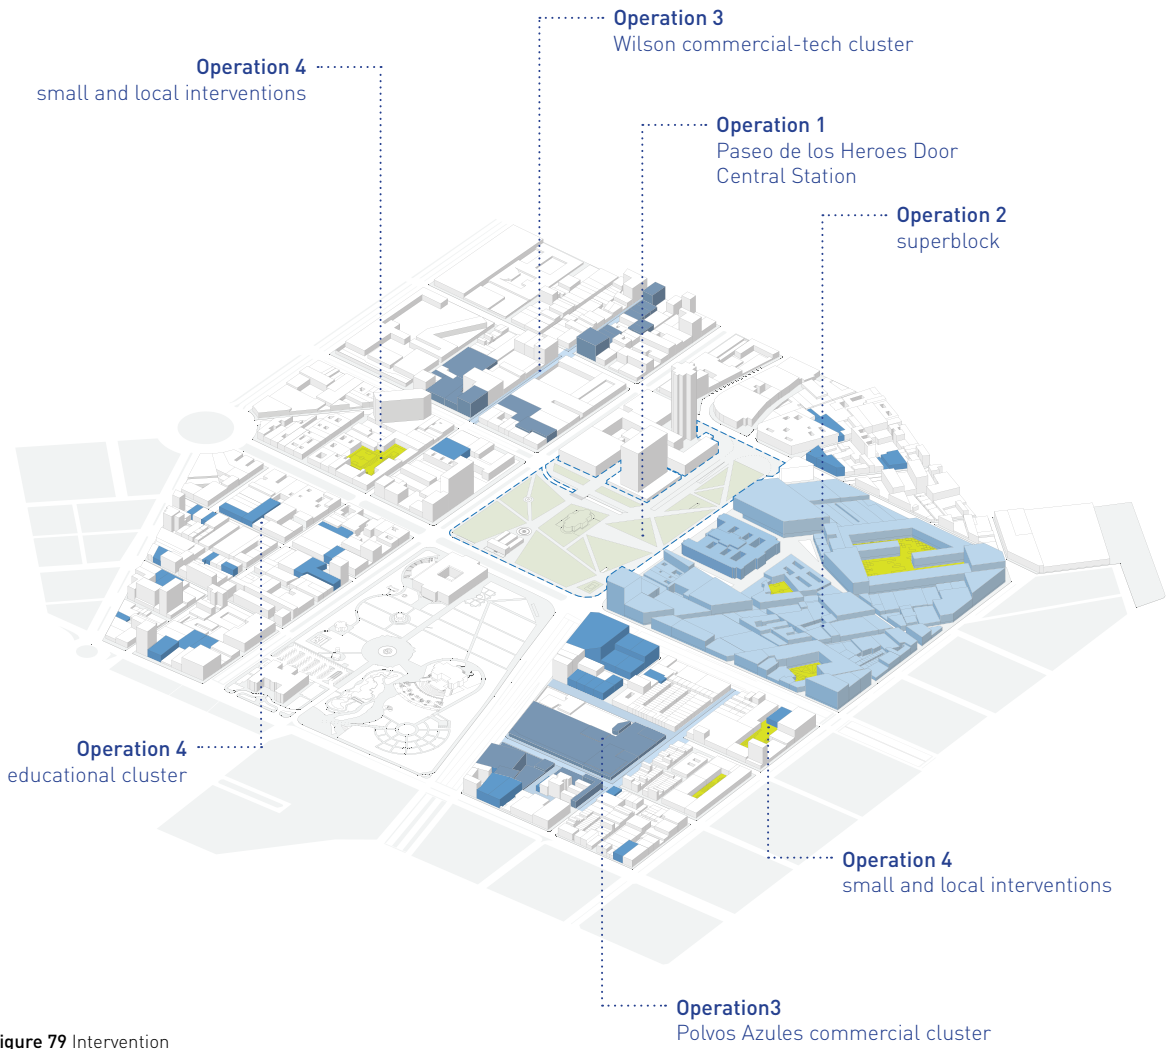 Operation 3
Wilson commercial-tech cluster
Operation 4
small and local interventions
Operation 1
Paseo de los Heroes Door
Central Station
Operation 2
superblock
Operation 4
educational cluster
Operation 4
small and local interventions
Operation3
Polvos Azules commercial cluster
igure 79 Intervention